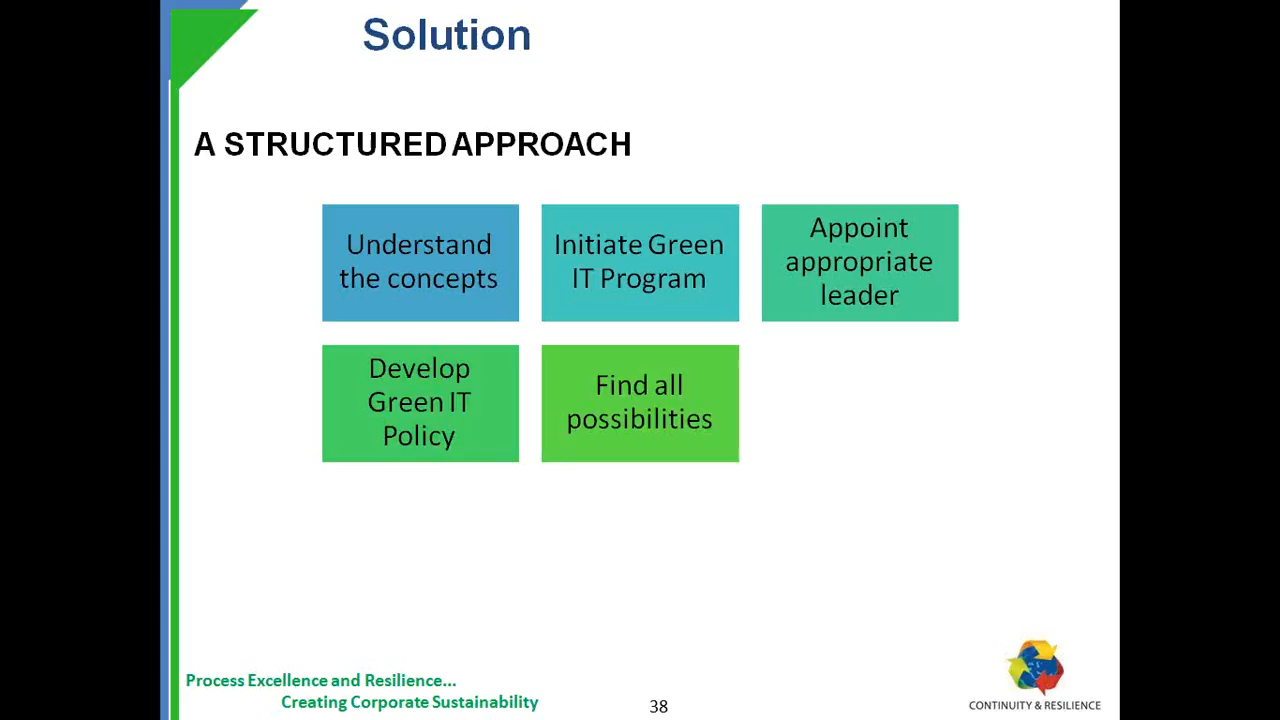 Solution
A STRUCTURED APPROACH
Understand
the concepts
Initiate Green
IT Program
Appoint
appropriate
leader
Develop
Green IT
Policy
Find all
possibilities
Process Excellence and Resilience...
Creating Corporate Sustainability
38
CONTINUITY & RESILIENCE